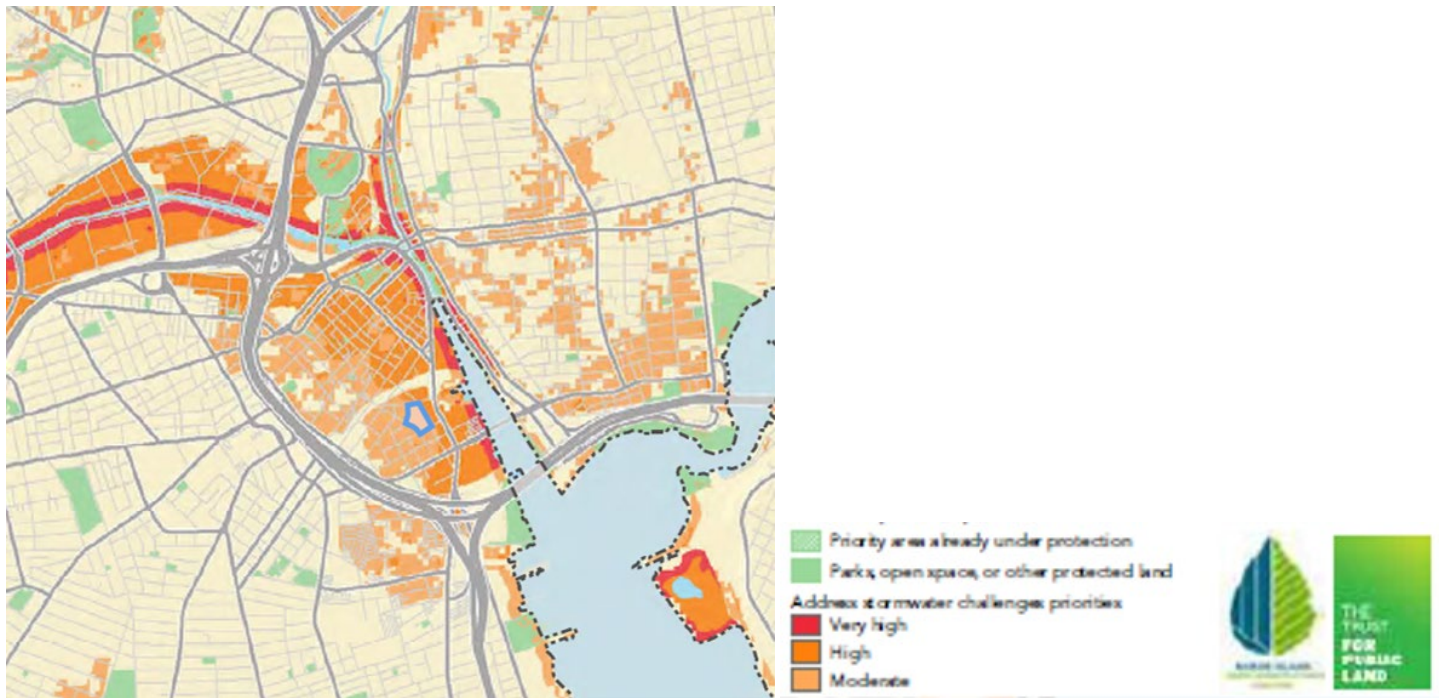 Priority area already under protection
Parks, open space, or other protected land
Address stormwater challenges priorities
Very high
High
Moderate
THE
TRUST
FOR
PUBLIC
LAND